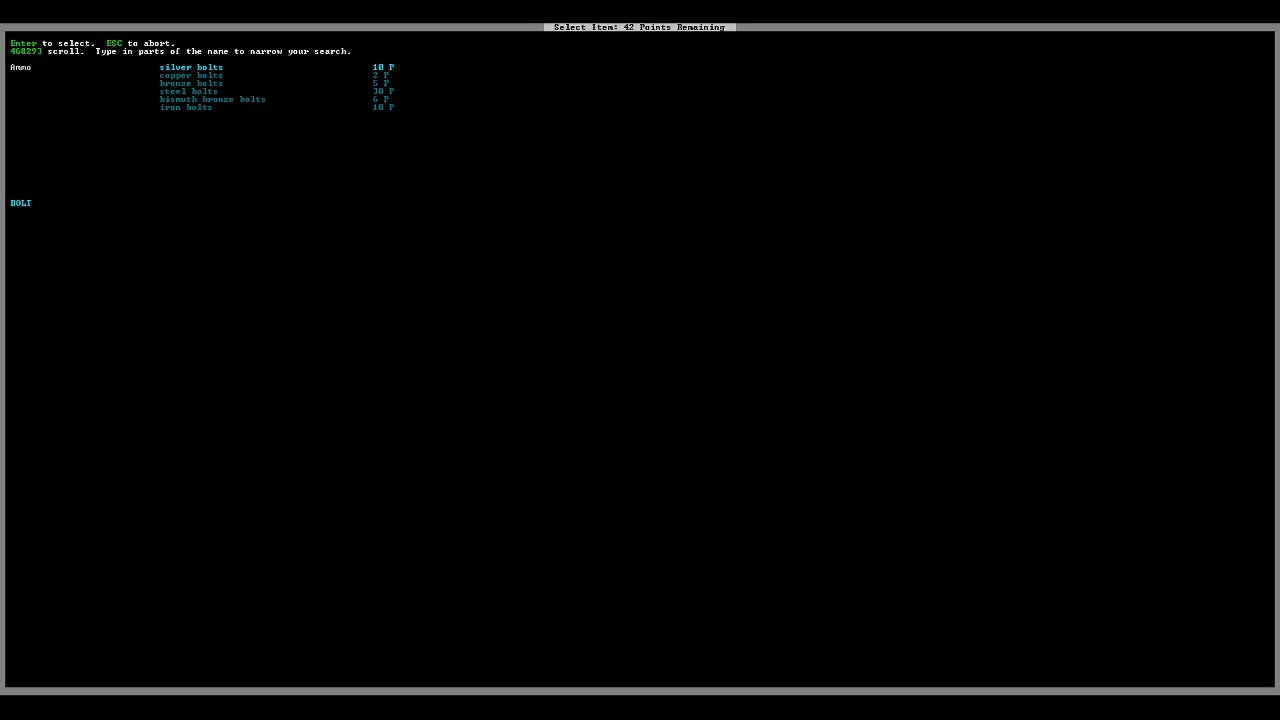 Select Item: 42 Points Remaining
Enter to select.  ESC to abort.
468293 scroll.  Type in parts of the name to narrow your search.
Ammo silver bolts 10 P
copper bolts 2 P
bronze bolts 5 P
steel bolts 30 P
bismuth bronze bolts 6 P
iron bolts 10 P
BOLT